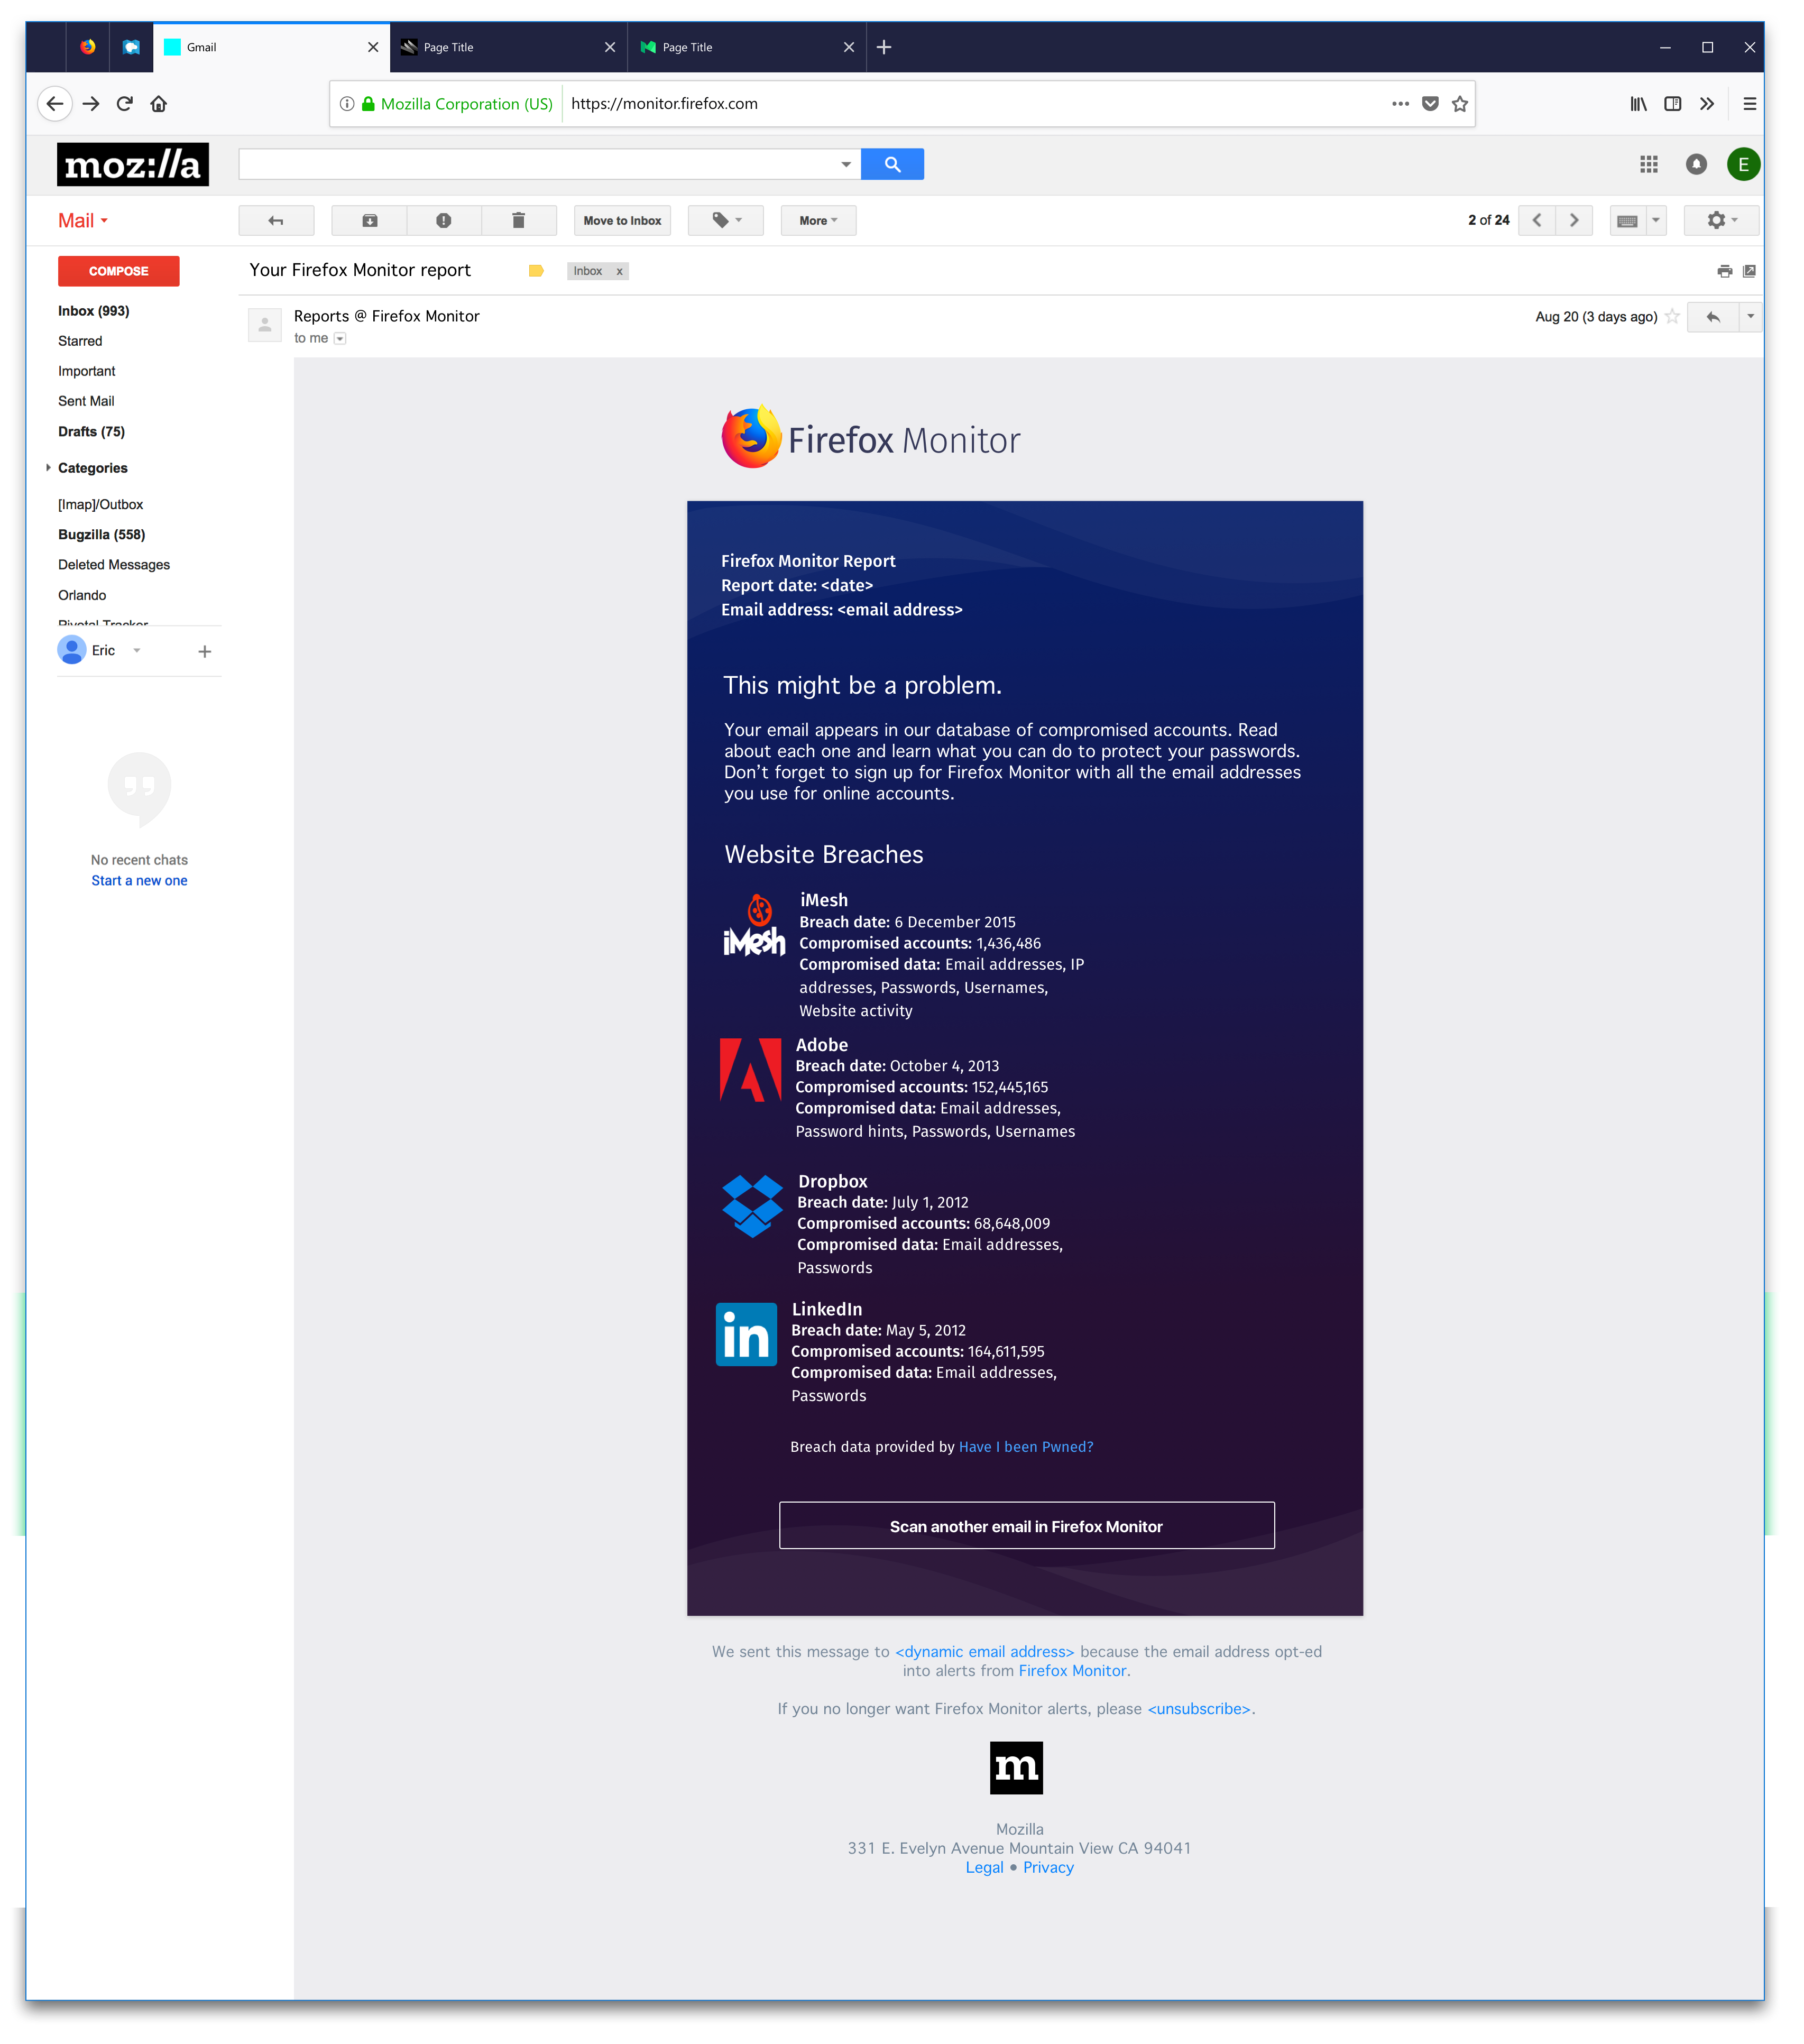 Gmail
Page Title
Page Title
Mozilla Corporation (US)
https://monitor.firefox.com
moz://a
E
Mail
Move to Inbox
More
2 of 24
COMPOSE
Your Firefox Monitor report
Inbox x
Inbox (993)
Starred
Important
Sent Mail
Drafts (75)
Categories
[Imap]/Outbox
Bugzilla (558)
Deleted Messages
Orlando
Pivotal Tracker
Eric
No recent chats
Start a new one
Reports @ Firefox Monitor
to me
Aug 20 (3 days ago)
Firefox Monitor
Firefox Monitor Report
Report date: <date>
Email address: <email address>
This might be a problem.
Your email appears in our database of compromised accounts. Read
about each one and learn what you can do to protect your passwords.
Don’t forget to sign up for Firefox Monitor with all the email addresses
you use for online accounts.
Website Breaches
iMesh
iMesh
Breach date: 6 December 2015
Compromised accounts: 1,436,486
Compromised data: Email addresses, IP
addresses, Passwords, Usernames,
Website activity
Adobe
Breach date: October 4, 2013
Compromised accounts: 152,445,165
Compromised data: Email addresses,
Password hints, Passwords, Usernames
Dropbox
Breach date: July 1, 2012
Compromised accounts: 68,648,009
Compromised data: Email addresses,
Passwords
in
LinkedIn
Breach date: May 5, 2012
Compromised accounts: 164,611,595
Compromised data: Email addresses,
Passwords
Breach data provided by Have I been Pwned?
Scan another email in Firefox Monitor
We sent this message to <dynamic email address> because the email address opt-ed
into alerts from Firefox Monitor.
If you no longer want Firefox Monitor alerts, please <unsubscribe>.
m
Mozilla
331 E. Evelyn Avenue Mountain View CA 94041
Legal • Privacy